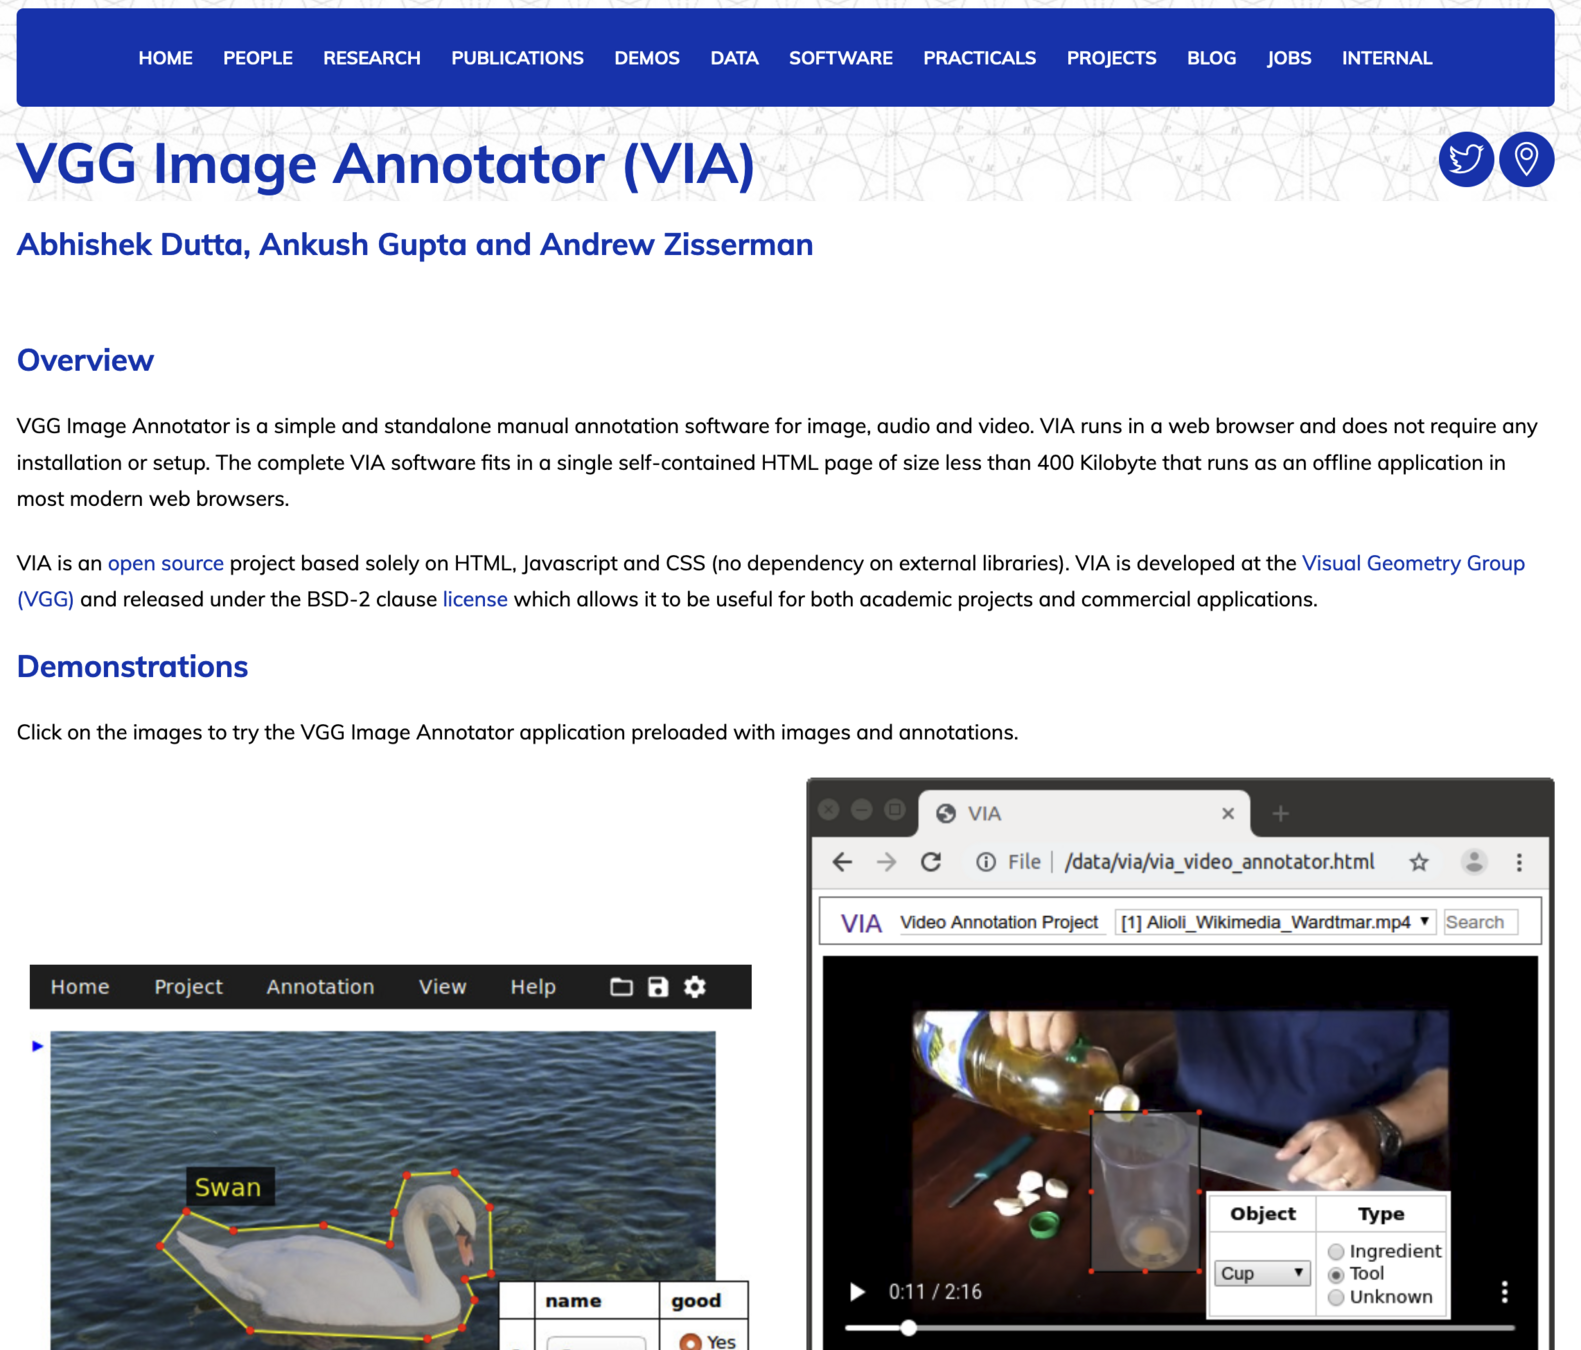 HOME PEOPLE RESEARCH PUBLICATIONS DEMOS DATA SOFTWARE PRACTICALS PROJECTS BLOG JOBS INTERNAL
VGG Image Annotator (VIA)
Abhishek Dutta, Ankush Gupta and Andrew Zisserman
Overview
VGG Image Annotator is a simple and standalone manual annotation software for image, audio and video. VIA runs in a web browser and does not require any
installation or setup. The complete VIA software fits in a single self-contained HTML page of size less than 400 Kilobyte that runs as an offline application in
most modern web browsers.
VIA is an open source project based solely on HTML, Javascript and CSS (no dependency on external libraries). VIA is developed at the Visual Geometry Group
(VGG) and released under the BSD-2 clause license which allows it to be useful for both academic projects and commercial applications.
Demonstrations
Click on the images to try the VGG Image Annotator application preloaded with images and annotations.
Home Project Annotation View Help
Swan
name good
Yes
VIA
File /data/via/via_video_annotator.html
VIA Video Annotation Project [1] Alioli_Wikimedia_Wardtmar.mp4 Search
Object Type
Ingredient
Cup Tool
Unknown
0:11 / 2:16